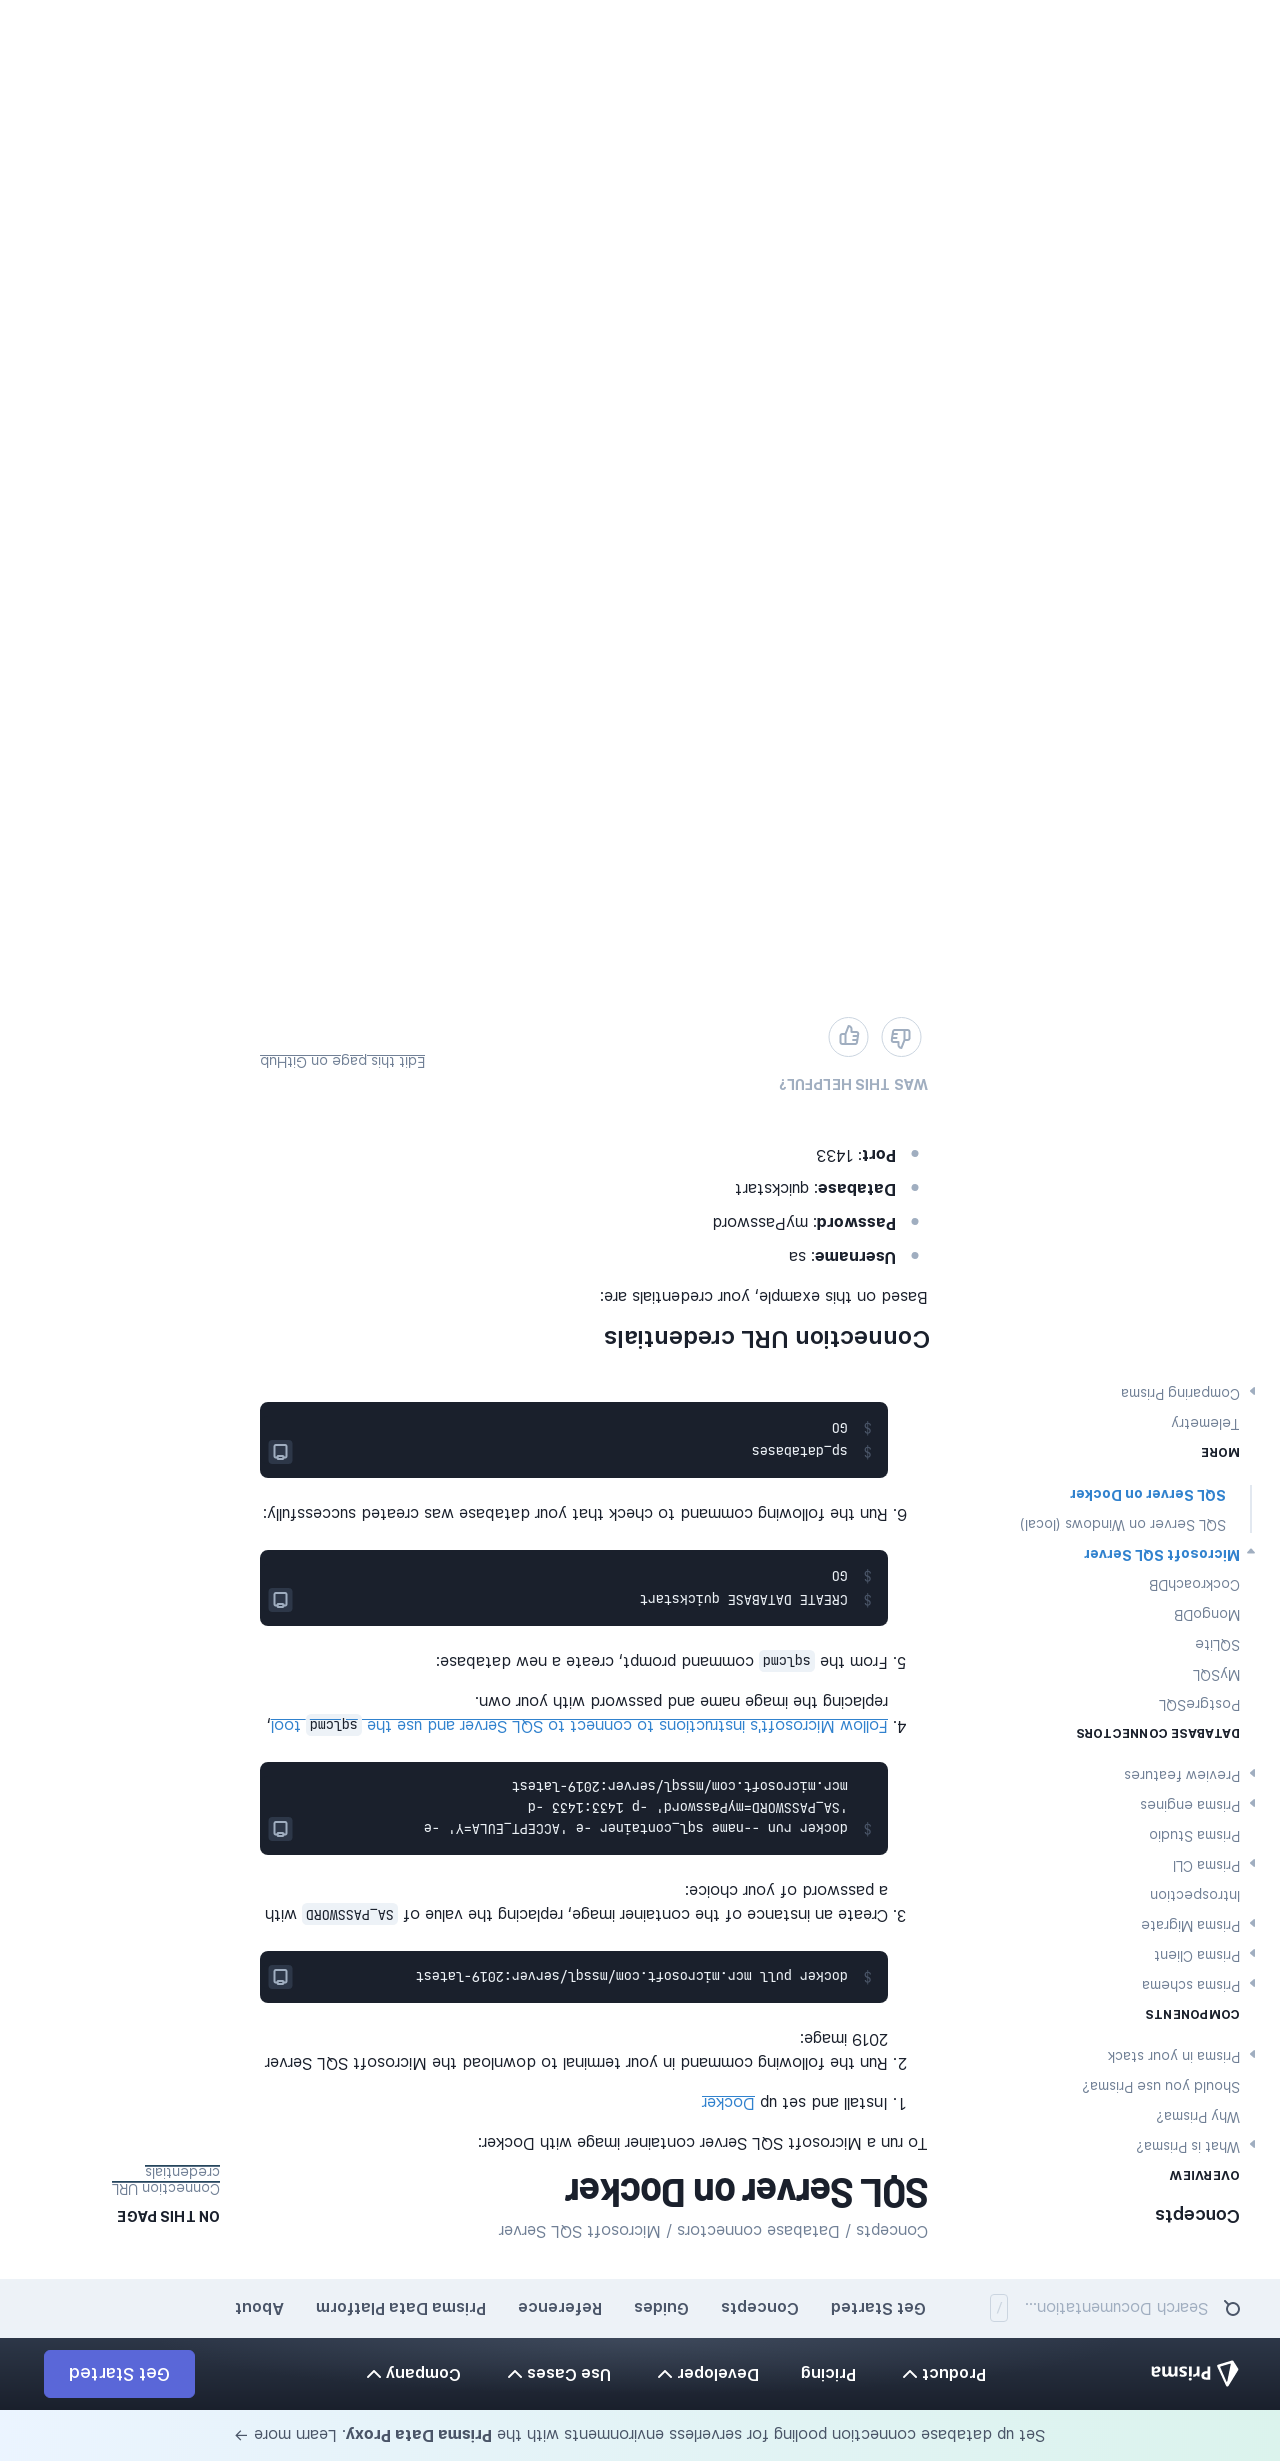 Set up database connection pooling for serverless environments with the Prisma Data Proxy. Learn more →
Prisma
Product
Pricing
Developer
Use Cases
Company
Get Started
Search Documentation...
/
Get Started
Concepts
Guides
Reference
Prisma Data Platform
About
Concepts
OVERVIEW
What is Prisma?
Why Prisma?
Should you use Prisma?
Prisma in your stack
COMPONENTS
Prisma schema
Prisma Client
Prisma Migrate
Introspection
Prisma CLI
Prisma Studio
Prisma engines
Preview features
DATABASE CONNECTORS
PostgreSQL
MySQL
SQLite
MongoDB
CockroachDB
Microsoft SQL Server
SQL Server on Windows (local)
SQL Server on Docker
MORE
Telemetry
Comparing Prisma
Concepts / Database connectors / Microsoft SQL Server
SQL Server on Docker
To run a Microsoft SQL Server container image with Docker:
1. Install and set up Docker
2. Run the following command in your terminal to download the Microsoft SQL Server
2019 image:
$ docker pull mcr.microsoft.com/mssql/server:2019-latest
3. Create an instance of the container image, replacing the value of SA_PASSWORD with
a password of your choice:
$ docker run --name sql_container -e 'ACCEPT_EULA=Y' -e
'SA_PASSWORD=myPassword' -p 1433:1433 -d
mcr.microsoft.com/mssql/server:2019-latest
4. Follow Microsoft's instructions to connect to SQL Server and use the sqlcmd tool,
replacing the image name and password with your own.
5. From the sqlcmd command prompt, create a new database:
$ CREATE DATABASE quickstart
$ GO
6. Run the following command to check that your database was created successfully:
$ sp_databases
$ GO
Connection URL credentials
Based on this example, your credentials are:
Username: sa
Password: myPassword
Database: quickstart
Port: 1433
WAS THIS HELPFUL?
Edit this page on GitHub
ON THIS PAGE
Connection URL
credentials